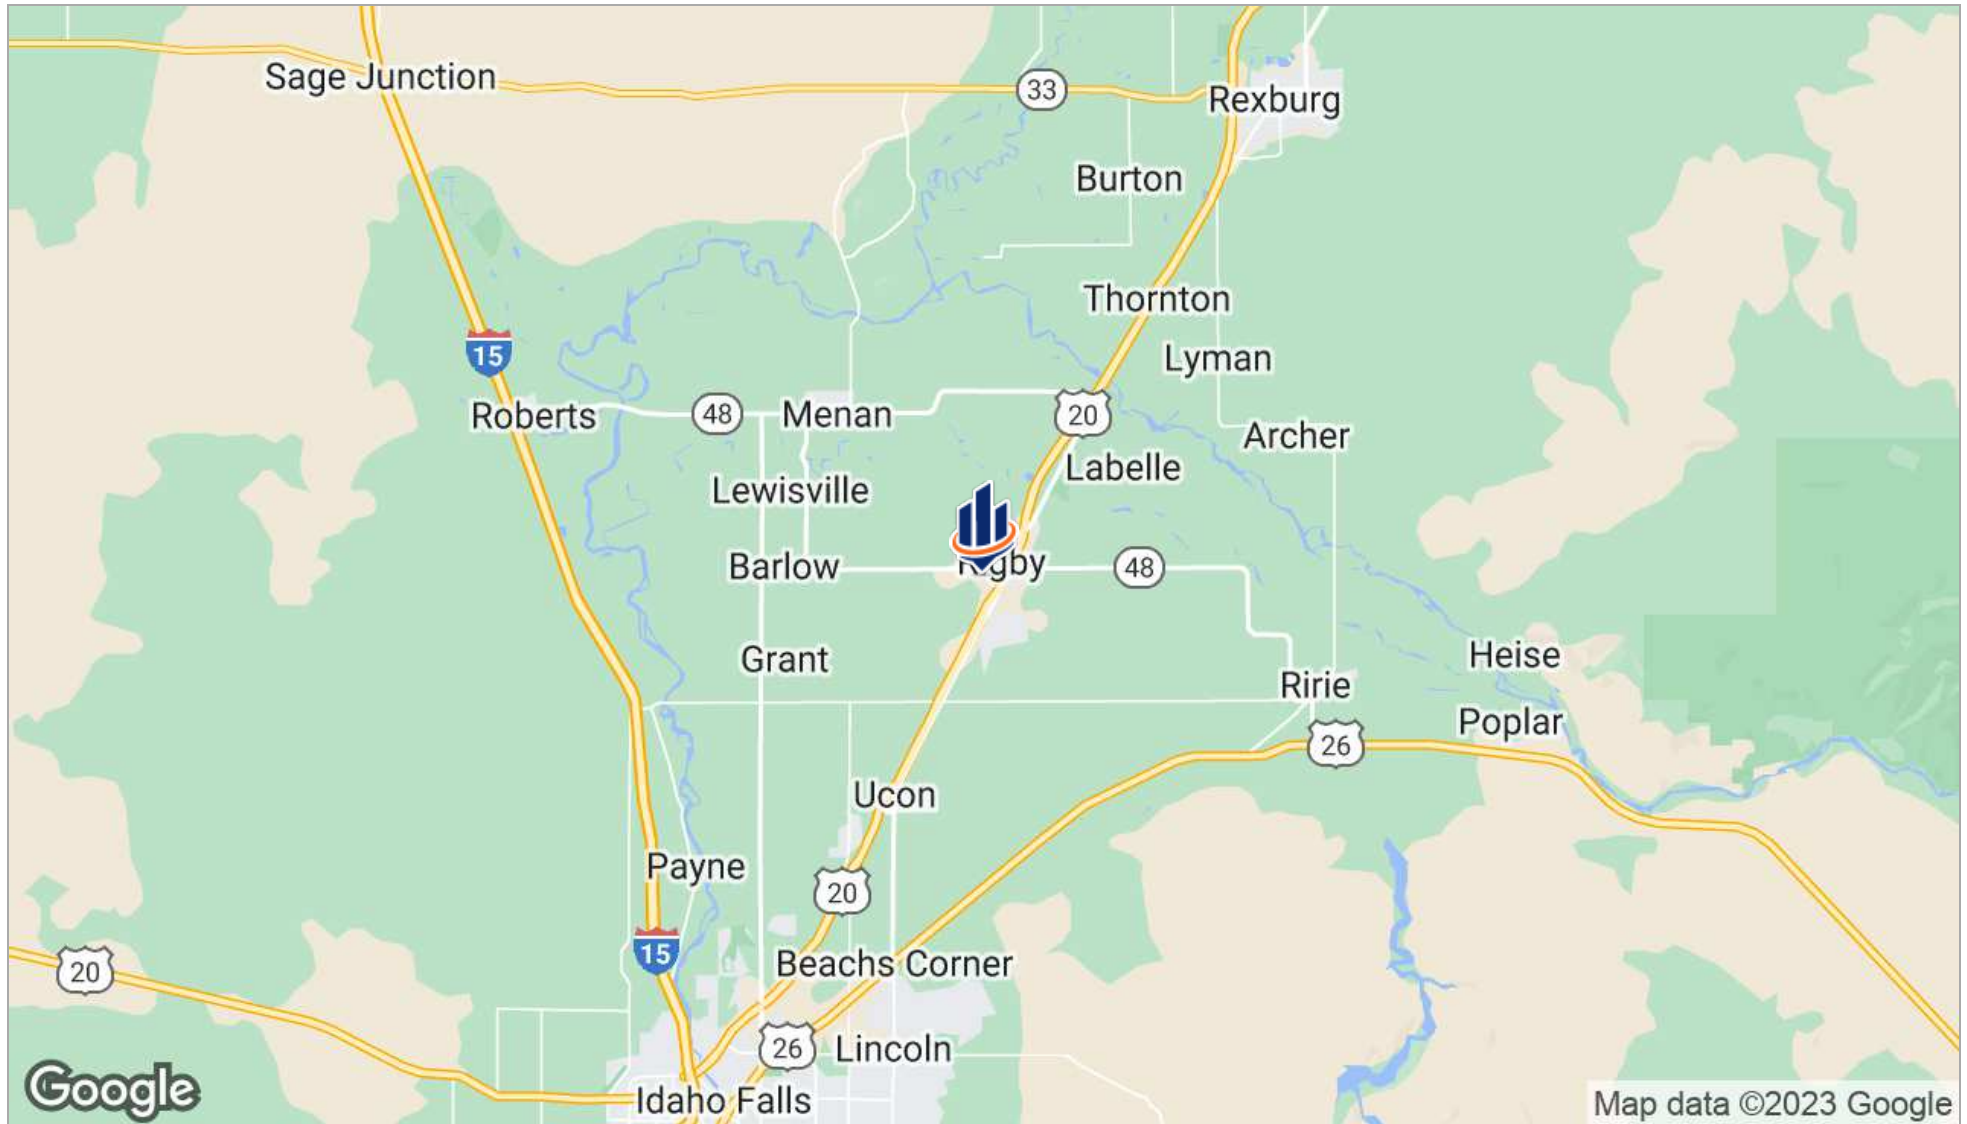 Sage Junction
33
Rexburg
Burton
Thornton
15
Lyman
Roberts
48
Menan
20
Archer
Labelle
Lewisville
Barlow
Rigby
48
Grant
Heise
Ririe
Poplar
26
Ucon
Payne
20
15
Beachs Corner
20
26
Lincoln
Idaho Falls
Google
Map data ©2023 Google